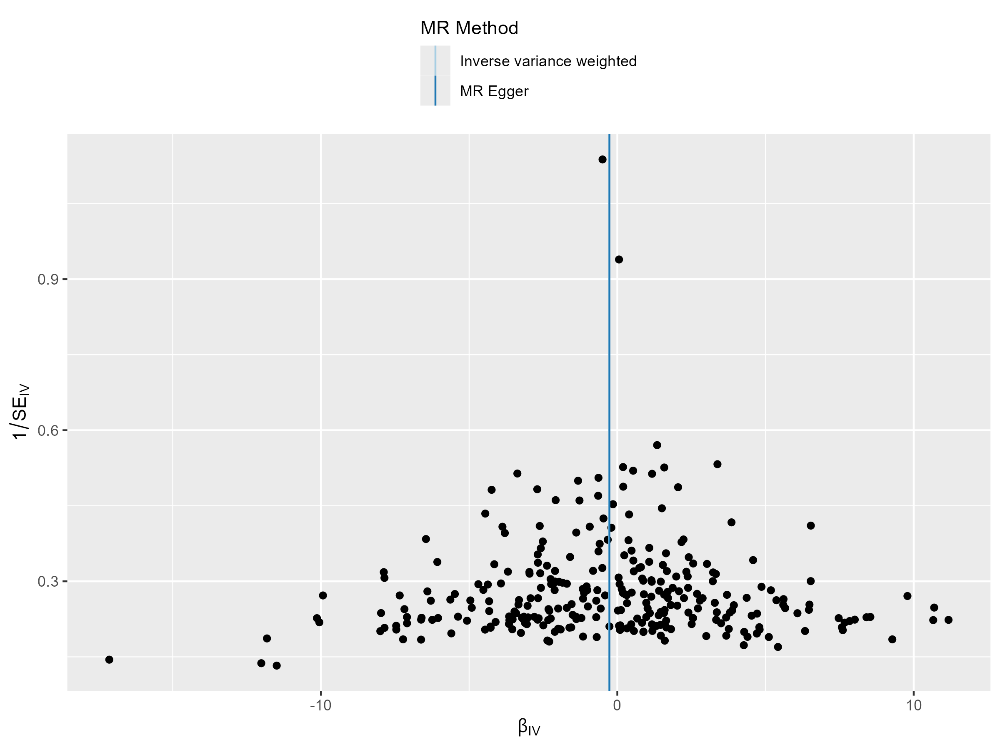 MR Method
Inverse variance weighted
MR Egger
0.9
0.6
0.3
1/SE_IV
-10
0
10
β_IV